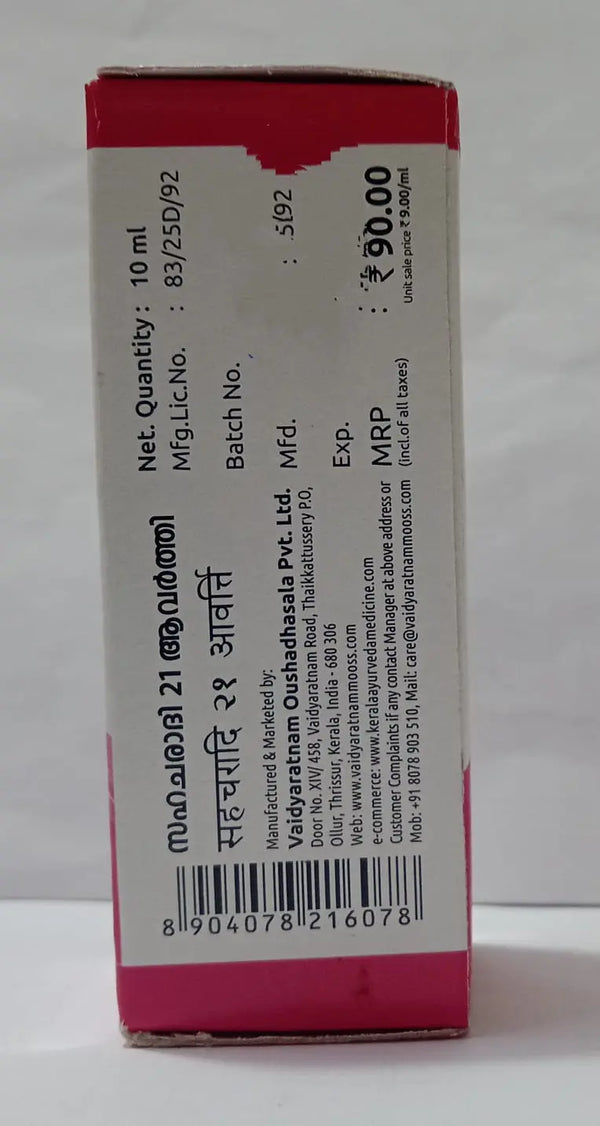 സഹചരാദി 21 ആവർത്തി
सहचरादि २१ आवर्त्ति
Manufactured & Marketed by:
Vaidyaratnam Oushadhasala Pvt. Ltd.
Door No. XIV/ 458, Vaidyaratnam Road, Thaikkattussery P.O,
Ollur, Thrissur, Kerala, India - 680 306
Web: www.vaidyaratnammooss.com
e-commerce: www.keralaayurvedamedicine.com
Customer Complaints if any contact Manager at above address or
Mob: +91 8078 903 510, Mail: care@vaidyaratnammooss.com
Net. Quantity : 10 ml
Mfg.Lic.No. : 83/25D/92
Batch No.
Mfd. :
Exp.
MRP : ₹ 90.00
(incl.of all taxes) Unit sale price ₹ 9.00/ml
8 904078 216078